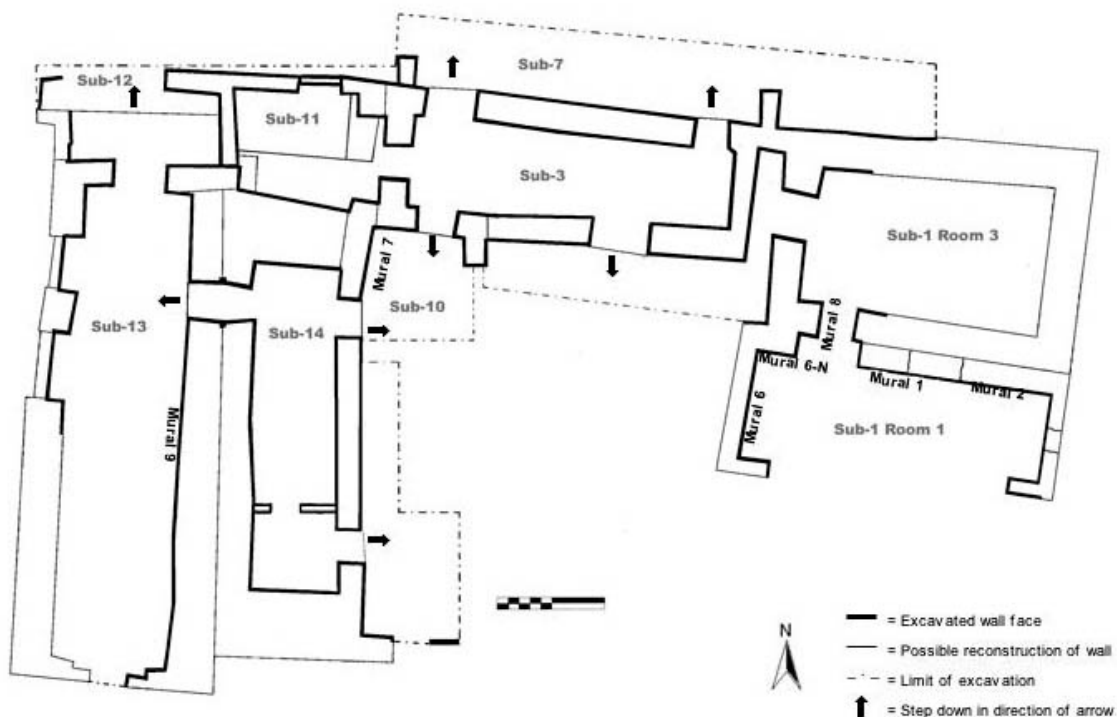 Sub-7
Sub-12
Sub-11
Sub-3
Sub-1 Room 3
Mural 7
Sub-10
Sub-13
Sub-14
Mural 8
Mural 6-N
Mural 1
Mural 2
Mural 6
Mural 9
Sub-1 Room 1
N
= Excavated wall face
= Possible reconstruction of wall
= Limit of excavation
= Step down in direction of arrow